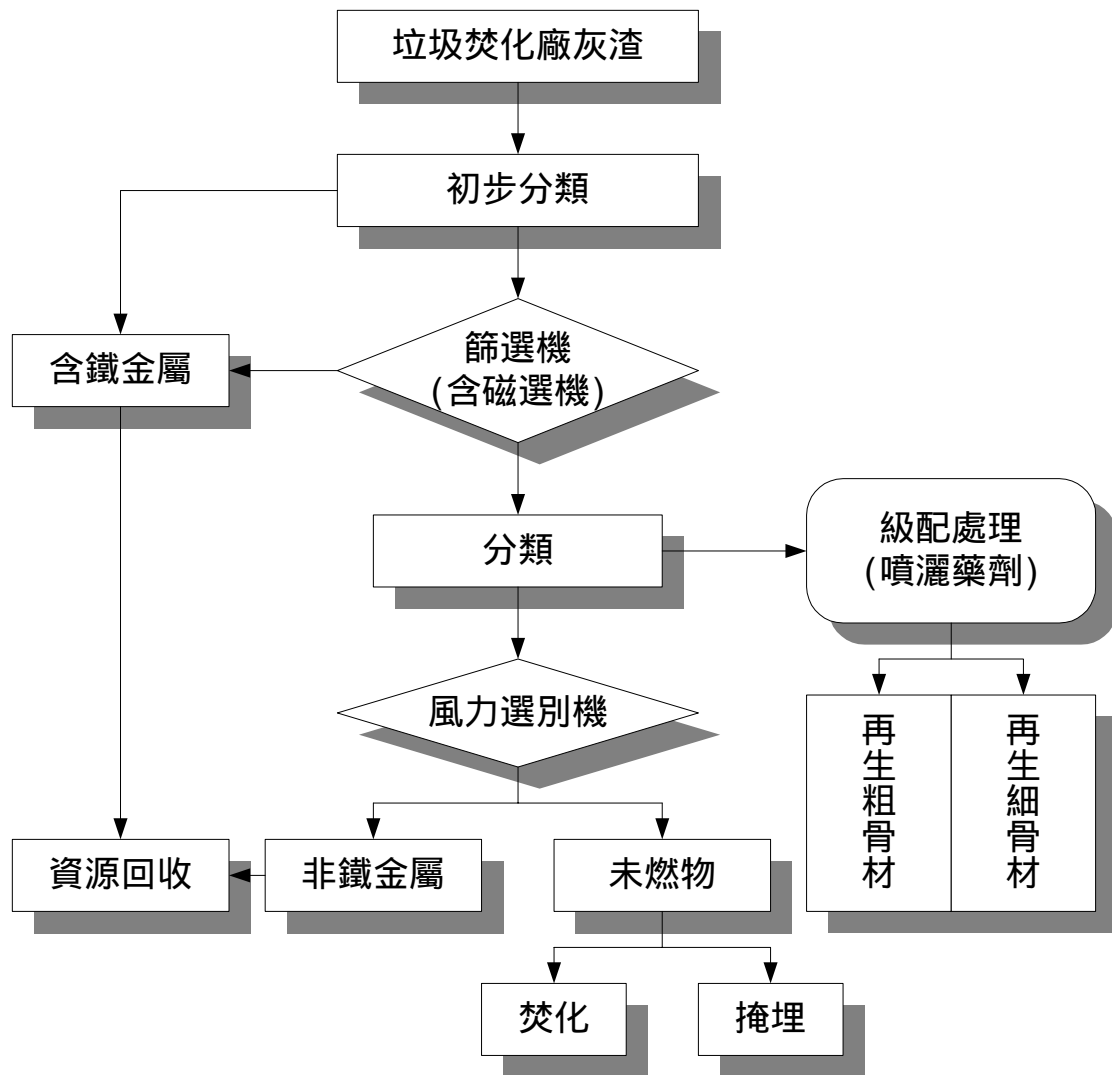 垃圾焚化廠灰渣
初步分類
含鐵金屬
篩選機
(含磁選機)
分類
級配處理
(噴灑藥劑)
風力選別機
再生粗骨材
再生細骨材
資源回收
非鐵金屬
未燃物
焚化
掩埋